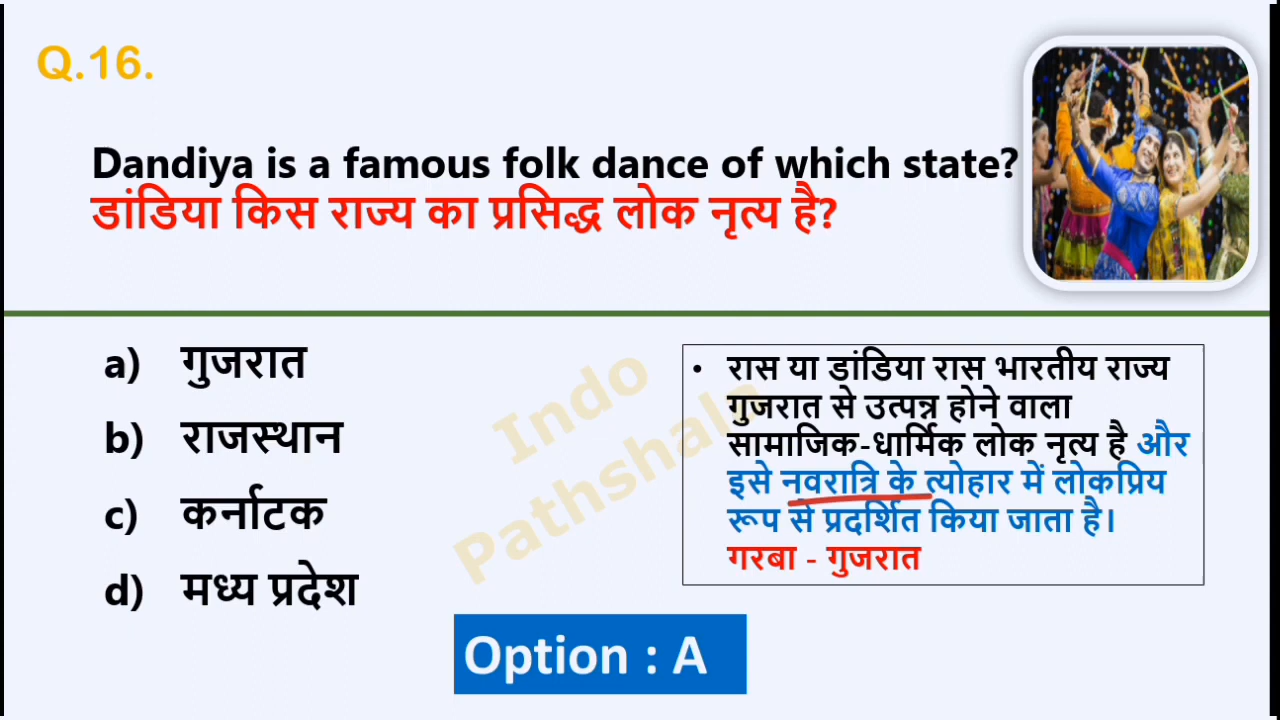 Q.16.
Dandiya is a famous folk dance of which state?
डांडिया किस राज्य का प्रसिद्ध लोक नृत्य है?
a) गुजरात
b) राजस्थान
c) कर्नाटक
d) मध्य प्रदेश
• रास या डांडिया रास भारतीय राज्य
गुजरात से उत्पन्न होने वाला
सामाजिक-धार्मिक लोक नृत्य है और
इसे नवरात्रि के त्योहार में लोकप्रिय
रूप से प्रदर्शित किया जाता है।
गरबा - गुजरात
Indo
Pathshala
Option : A